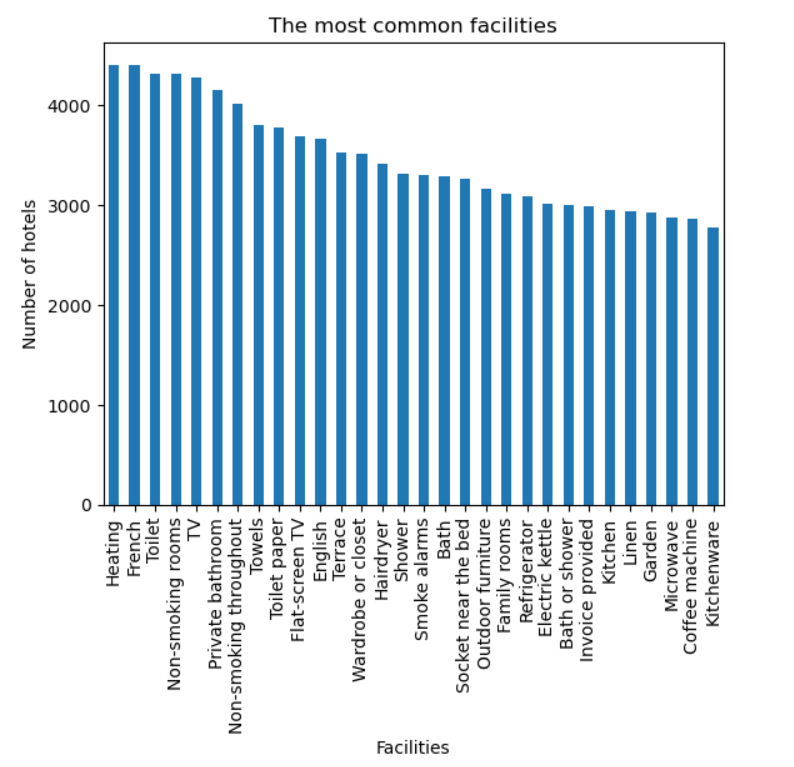 The most common facilities
Number of hotels
4000
3000
2000
1000
0
Heating
French
Toilet
Non-smoking rooms
TV
Private bathroom
Non-smoking throughout
Towels
Toilet paper
Flat-screen TV
English
Terrace
Wardrobe or closet
Hairdryer
Shower
Smoke alarms
Bath
Socket near the bed
Outdoor furniture
Family rooms
Refrigerator
Electric kettle
Bath or shower
Invoice provided
Kitchen
Linen
Garden
Microwave
Coffee machine
Kitchenware
Facilities